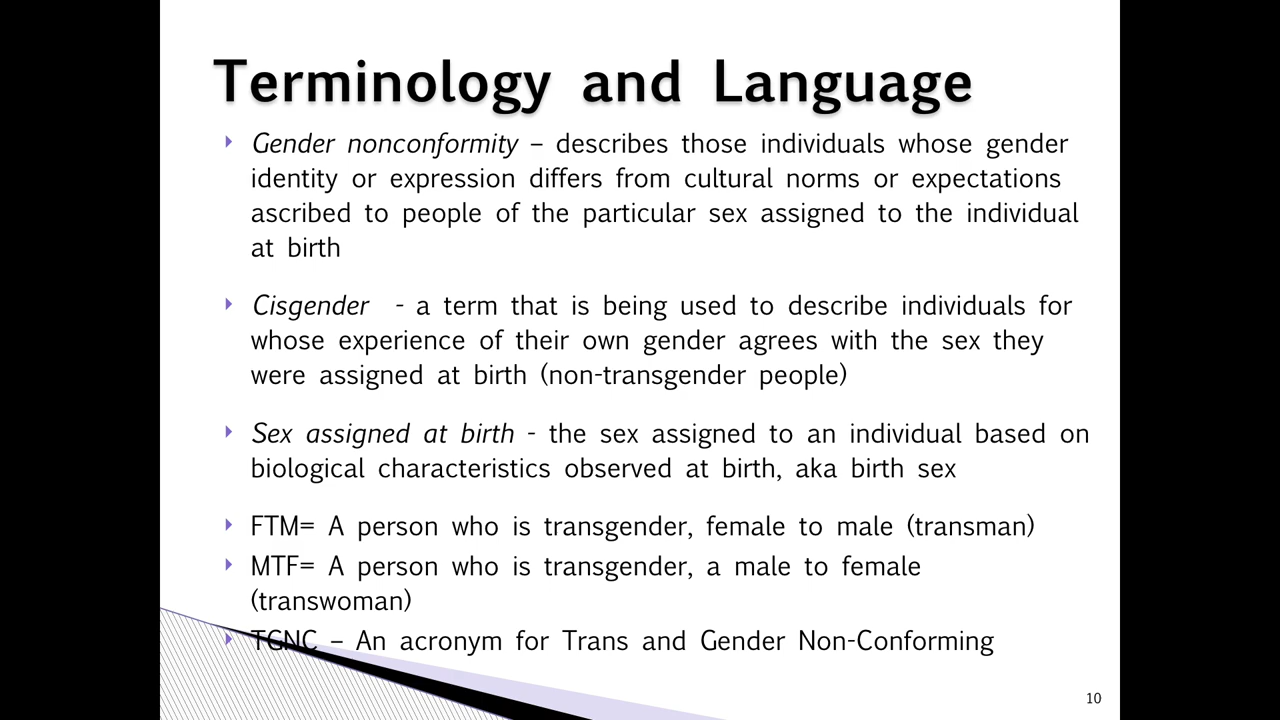 Terminology and Language
Gender nonconformity – describes those individuals whose gender
identity or expression differs from cultural norms or expectations
ascribed to people of the particular sex assigned to the individual
at birth
Cisgender - a term that is being used to describe individuals for
whose experience of their own gender agrees with the sex they
were assigned at birth (non-transgender people)
Sex assigned at birth - the sex assigned to an individual based on
biological characteristics observed at birth, aka birth sex
FTM= A person who is transgender, female to male (transman)
MTF= A person who is transgender, a male to female
(transwoman)
TGNC – An acronym for Trans and Gender Non-Conforming
10